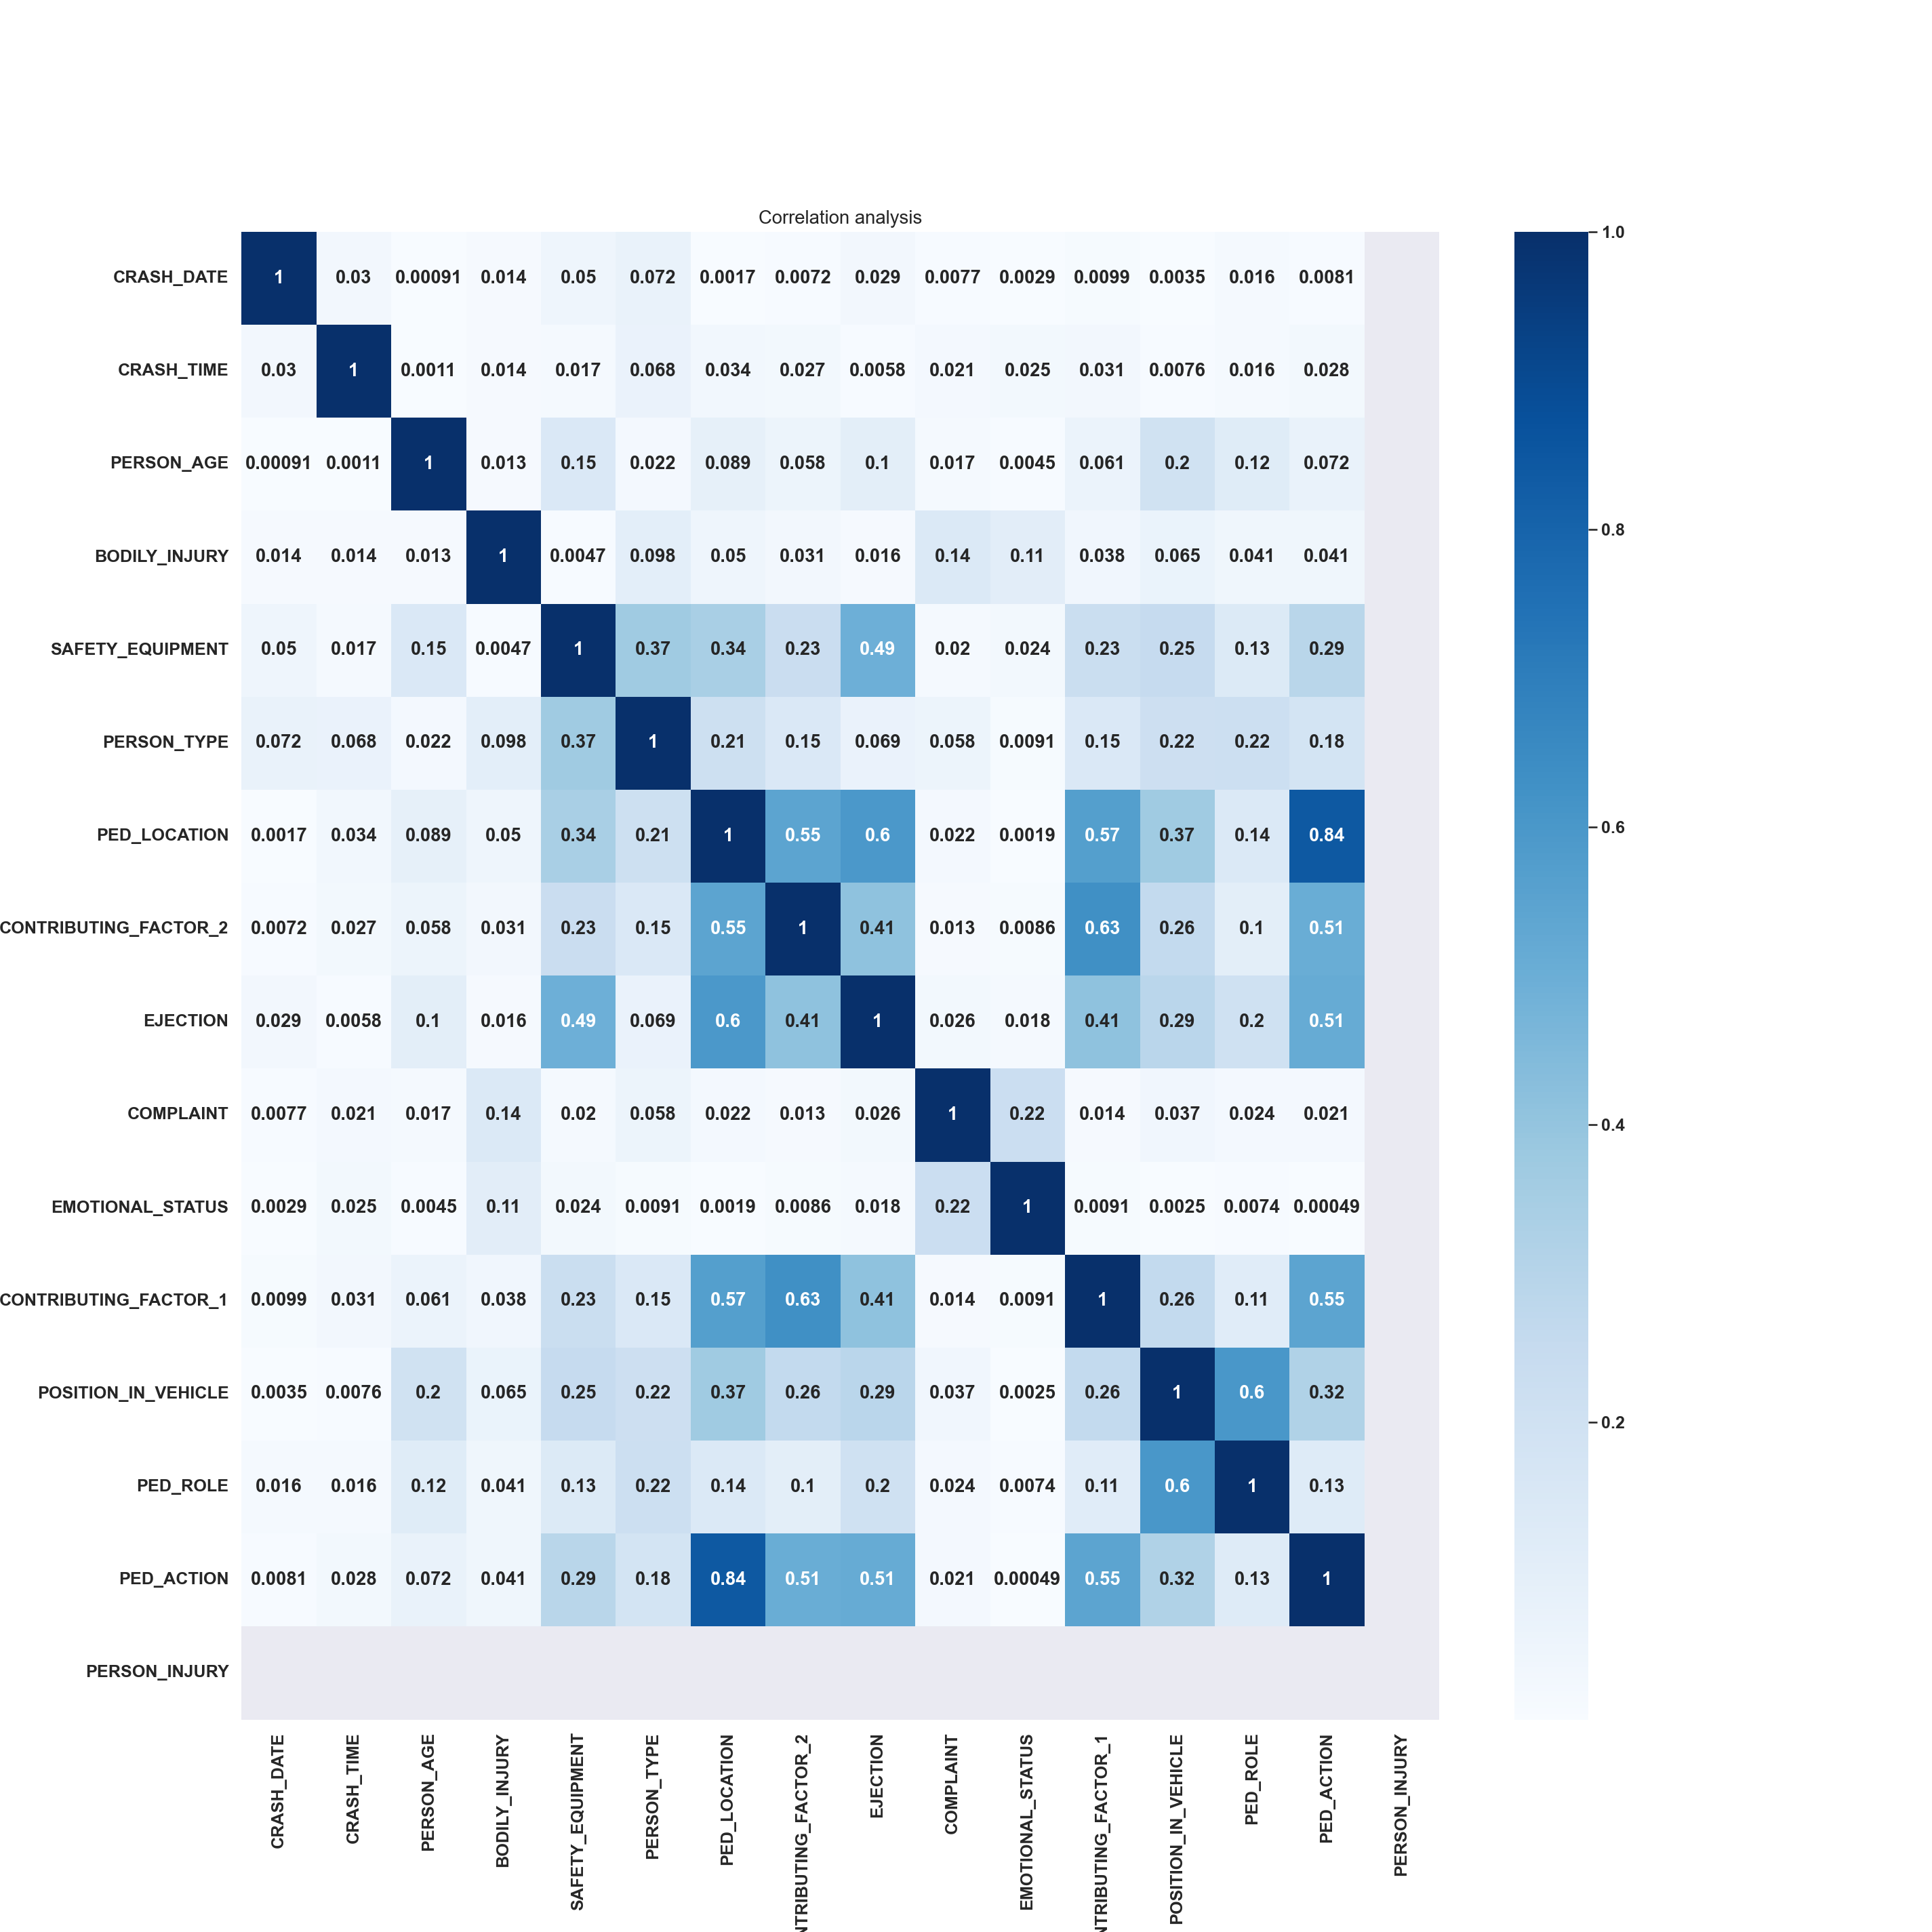 Correlation analysis
CRASH_DATE 1 0.03 0.00091 0.014 0.05 0.072 0.0017 0.0072 0.029 0.0077 0.0029 0.0099 0.0035 0.016 0.0081
CRASH_TIME 0.03 1 0.0011 0.014 0.017 0.068 0.034 0.027 0.0058 0.021 0.025 0.031 0.0076 0.016 0.028
PERSON_AGE 0.00091 0.0011 1 0.013 0.15 0.022 0.089 0.058 0.1 0.017 0.0045 0.061 0.2 0.12 0.072
BODILY_INJURY 0.014 0.014 0.013 1 0.0047 0.098 0.05 0.031 0.016 0.14 0.11 0.038 0.065 0.041 0.041
SAFETY_EQUIPMENT 0.05 0.017 0.15 0.0047 1 0.37 0.34 0.23 0.49 0.02 0.024 0.23 0.25 0.13 0.29
PERSON_TYPE 0.072 0.068 0.022 0.098 0.37 1 0.21 0.15 0.069 0.058 0.0091 0.15 0.22 0.22 0.18
PED_LOCATION 0.0017 0.034 0.089 0.05 0.34 0.21 1 0.55 0.6 0.022 0.0019 0.57 0.37 0.14 0.84
CONTRIBUTING_FACTOR_2 0.0072 0.027 0.058 0.031 0.23 0.15 0.55 1 0.41 0.013 0.0086 0.63 0.26 0.1 0.51
EJECTION 0.029 0.0058 0.1 0.016 0.49 0.069 0.6 0.41 1 0.026 0.018 0.41 0.29 0.2 0.51
COMPLAINT 0.0077 0.021 0.017 0.14 0.02 0.058 0.022 0.013 0.026 1 0.22 0.014 0.037 0.024 0.021
EMOTIONAL_STATUS 0.0029 0.025 0.0045 0.11 0.024 0.0091 0.0019 0.0086 0.018 0.22 1 0.0091 0.0025 0.0074 0.00049
CONTRIBUTING_FACTOR_1 0.0099 0.031 0.061 0.038 0.23 0.15 0.57 0.63 0.41 0.014 0.0091 1 0.26 0.11 0.55
POSITION_IN_VEHICLE 0.0035 0.0076 0.2 0.065 0.25 0.22 0.37 0.26 0.29 0.037 0.0025 0.26 1 0.6 0.32
PED_ROLE 0.016 0.016 0.12 0.041 0.13 0.22 0.14 0.1 0.2 0.024 0.0074 0.11 0.6 1 0.13
PED_ACTION 0.0081 0.028 0.072 0.041 0.29 0.18 0.84 0.51 0.51 0.021 0.00049 0.55 0.32 0.13 1
PERSON_INJURY
CRASH_DATE
CRASH_TIME
PERSON_AGE
BODILY_INJURY
SAFETY_EQUIPMENT
PERSON_TYPE
PED_LOCATION
NTRIBUTING_FACTOR_2
EJECTION
COMPLAINT
EMOTIONAL_STATUS
NTRIBUTING_FACTOR_1
POSITION_IN_VEHICLE
PED_ROLE
PED_ACTION
PERSON_INJURY
1.0
0.8
0.6
0.4
0.2